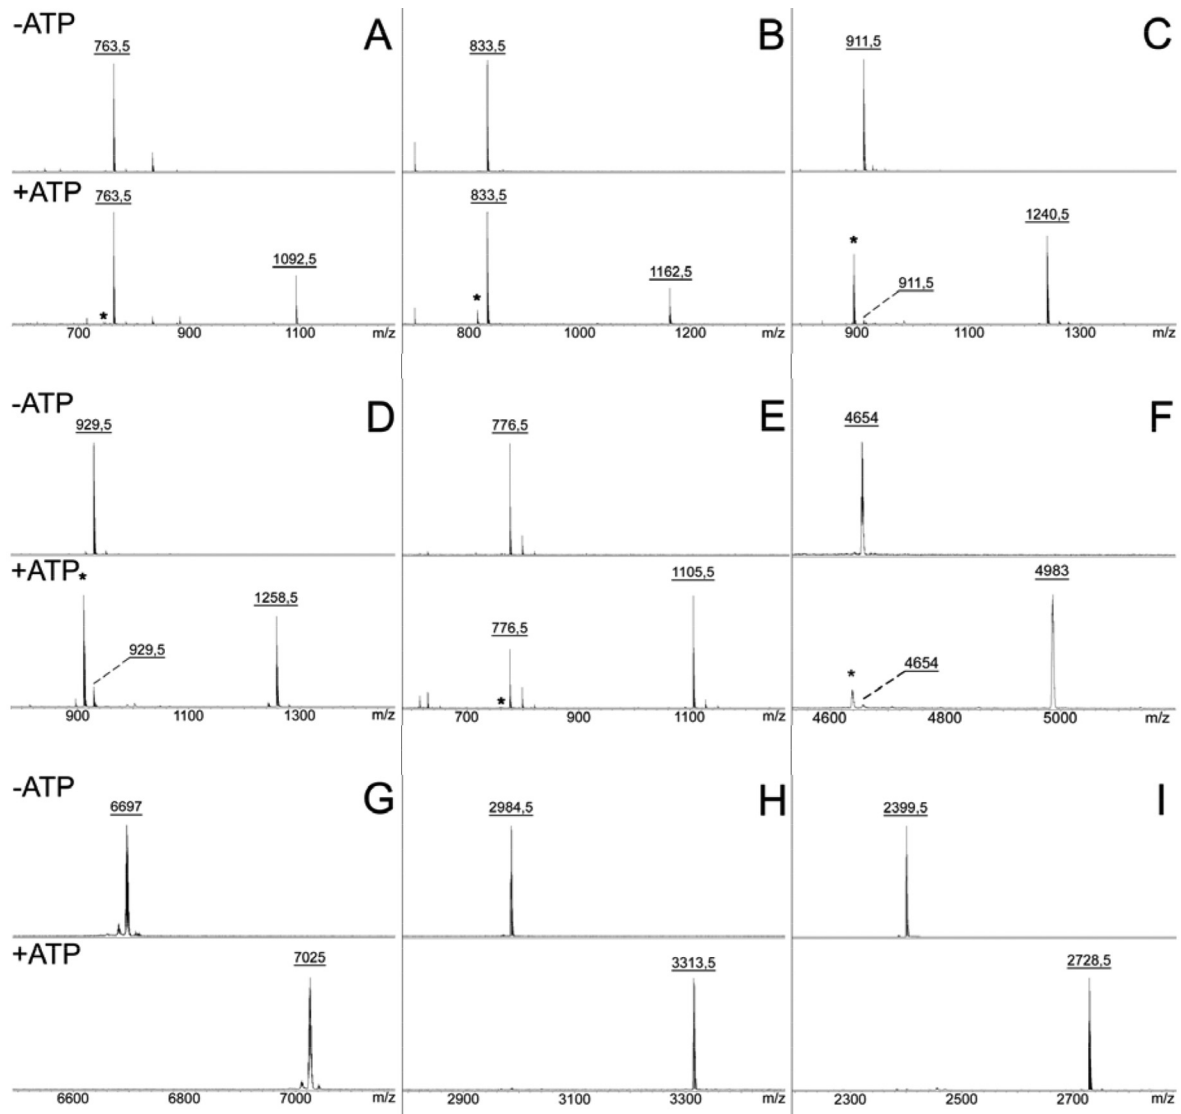 -ATP
763,5
A
833,5
B
911,5
C
+ATP
763,5
1092,5
*
700 900 1100 m/z
833,5
1162,5
*
800 1000 1200 m/z
1240,5
*
911,5
900 1100 1300 m/z
-ATP
929,5
D
776,5
E
4654
F
+ATP
*
1258,5
929,5
900 1100 1300 m/z
1105,5
776,5
*
700 900 1100 m/z
4983
*
4654
4600 4800 5000 m/z
-ATP
6697
G
2984,5
H
2399,5
I
+ATP
7025
6600 6800 7000 m/z
3313,5
2900 3100 3300 m/z
2728,5
2300 2500 2700 m/z